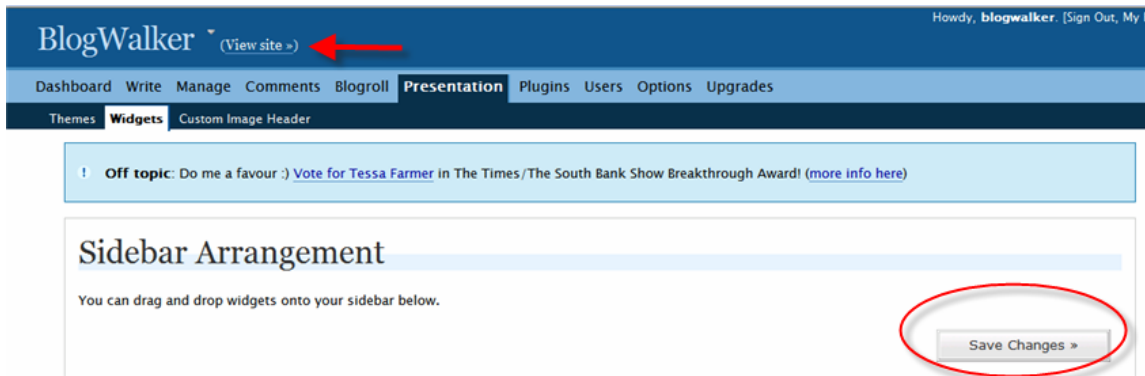 Howdy, blogwalker. [Sign Out, My
BlogWalker (View site »)
Dashboard Write Manage Comments Blogroll Presentation Plugins Users Options Upgrades
Themes Widgets Custom Image Header
! Off topic: Do me a favour :) Vote for Tessa Farmer in The Times/The South Bank Show Breakthrough Award! (more info here)
Sidebar Arrangement
You can drag and drop widgets onto your sidebar below.
Save Changes »